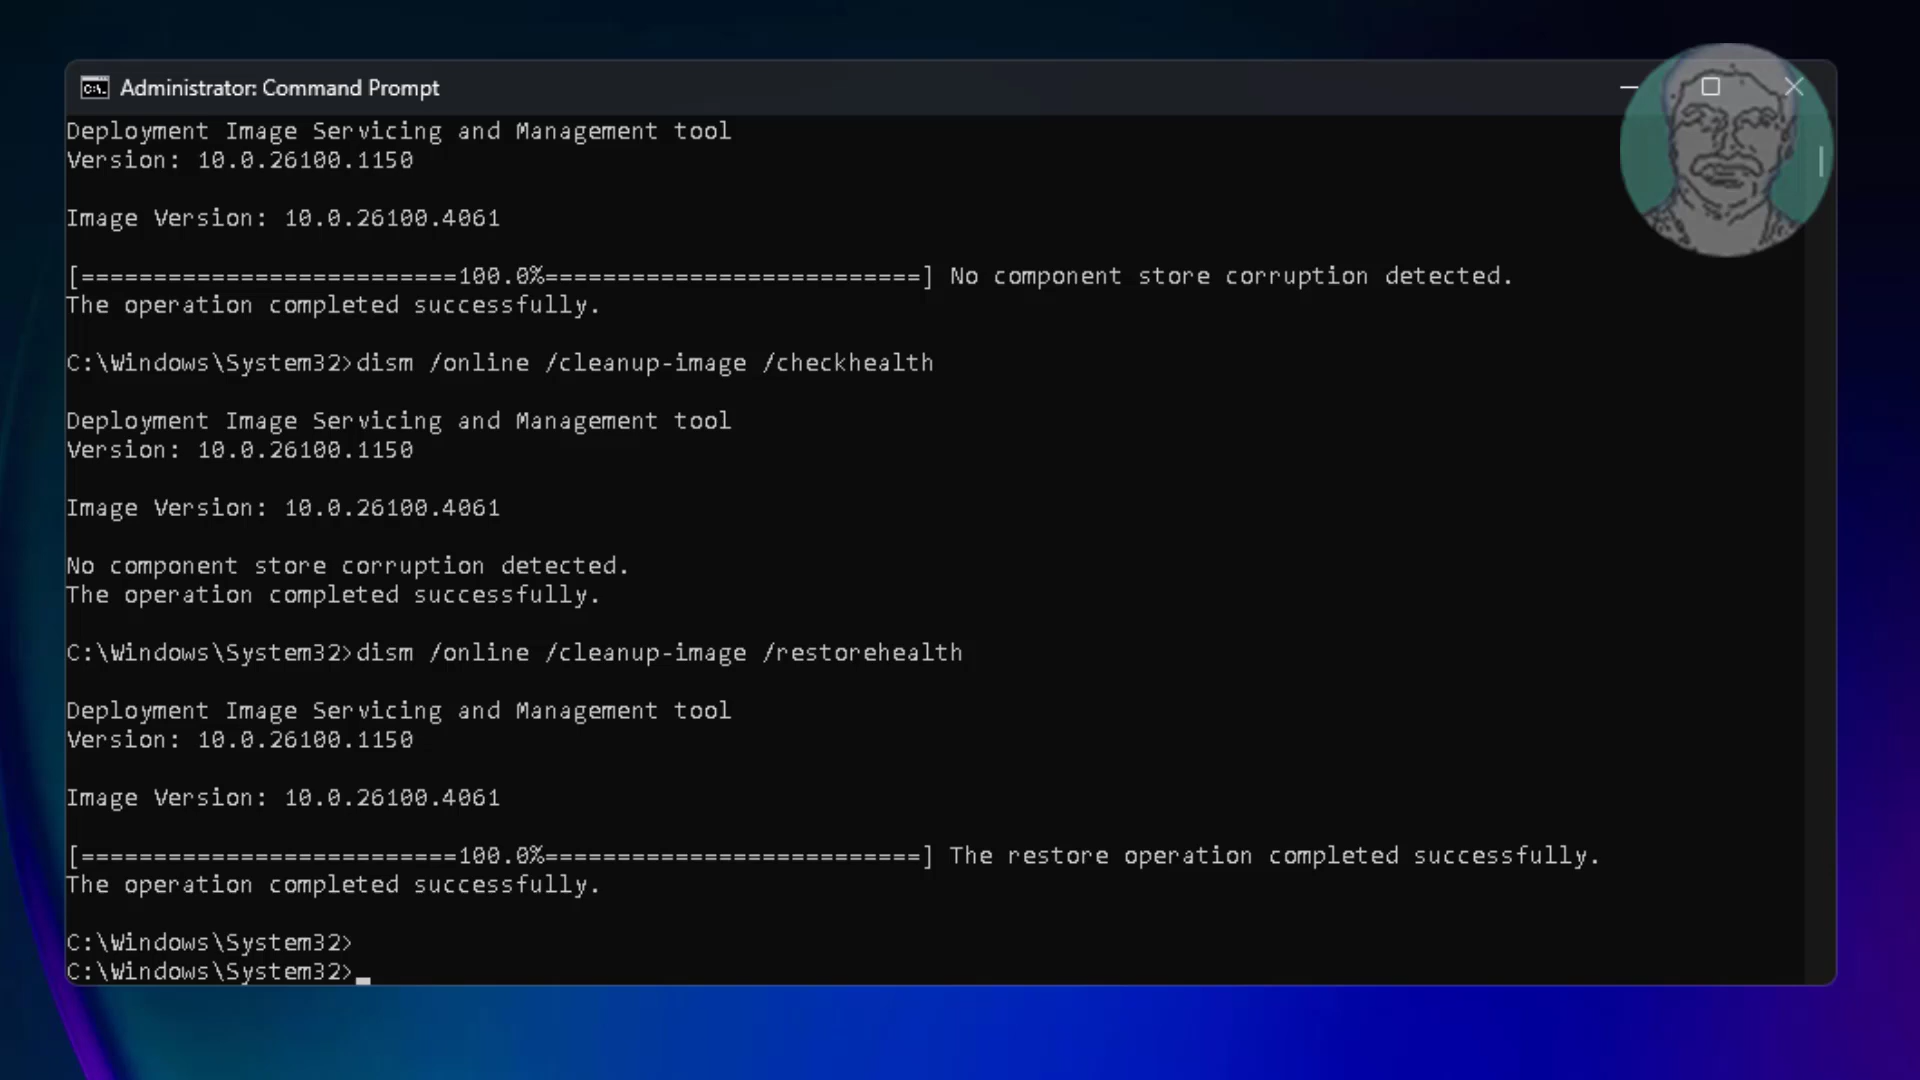 Administrator: Command Prompt
Deployment Image Servicing and Management tool
Version: 10.0.26100.1150
Image Version: 10.0.26100.4061
[==========================100.0%==========================] No component store corruption detected.
The operation completed successfully.
C:\Windows\System32>dism /online /cleanup-image /checkhealth
Deployment Image Servicing and Management tool
Version: 10.0.26100.1150
Image Version: 10.0.26100.4061
No component store corruption detected.
The operation completed successfully.
C:\Windows\System32>dism /online /cleanup-image /restorehealth
Deployment Image Servicing and Management tool
Version: 10.0.26100.1150
Image Version: 10.0.26100.4061
[==========================100.0%==========================] The restore operation completed successfully.
The operation completed successfully.
C:\Windows\System32>
C:\Windows\System32>